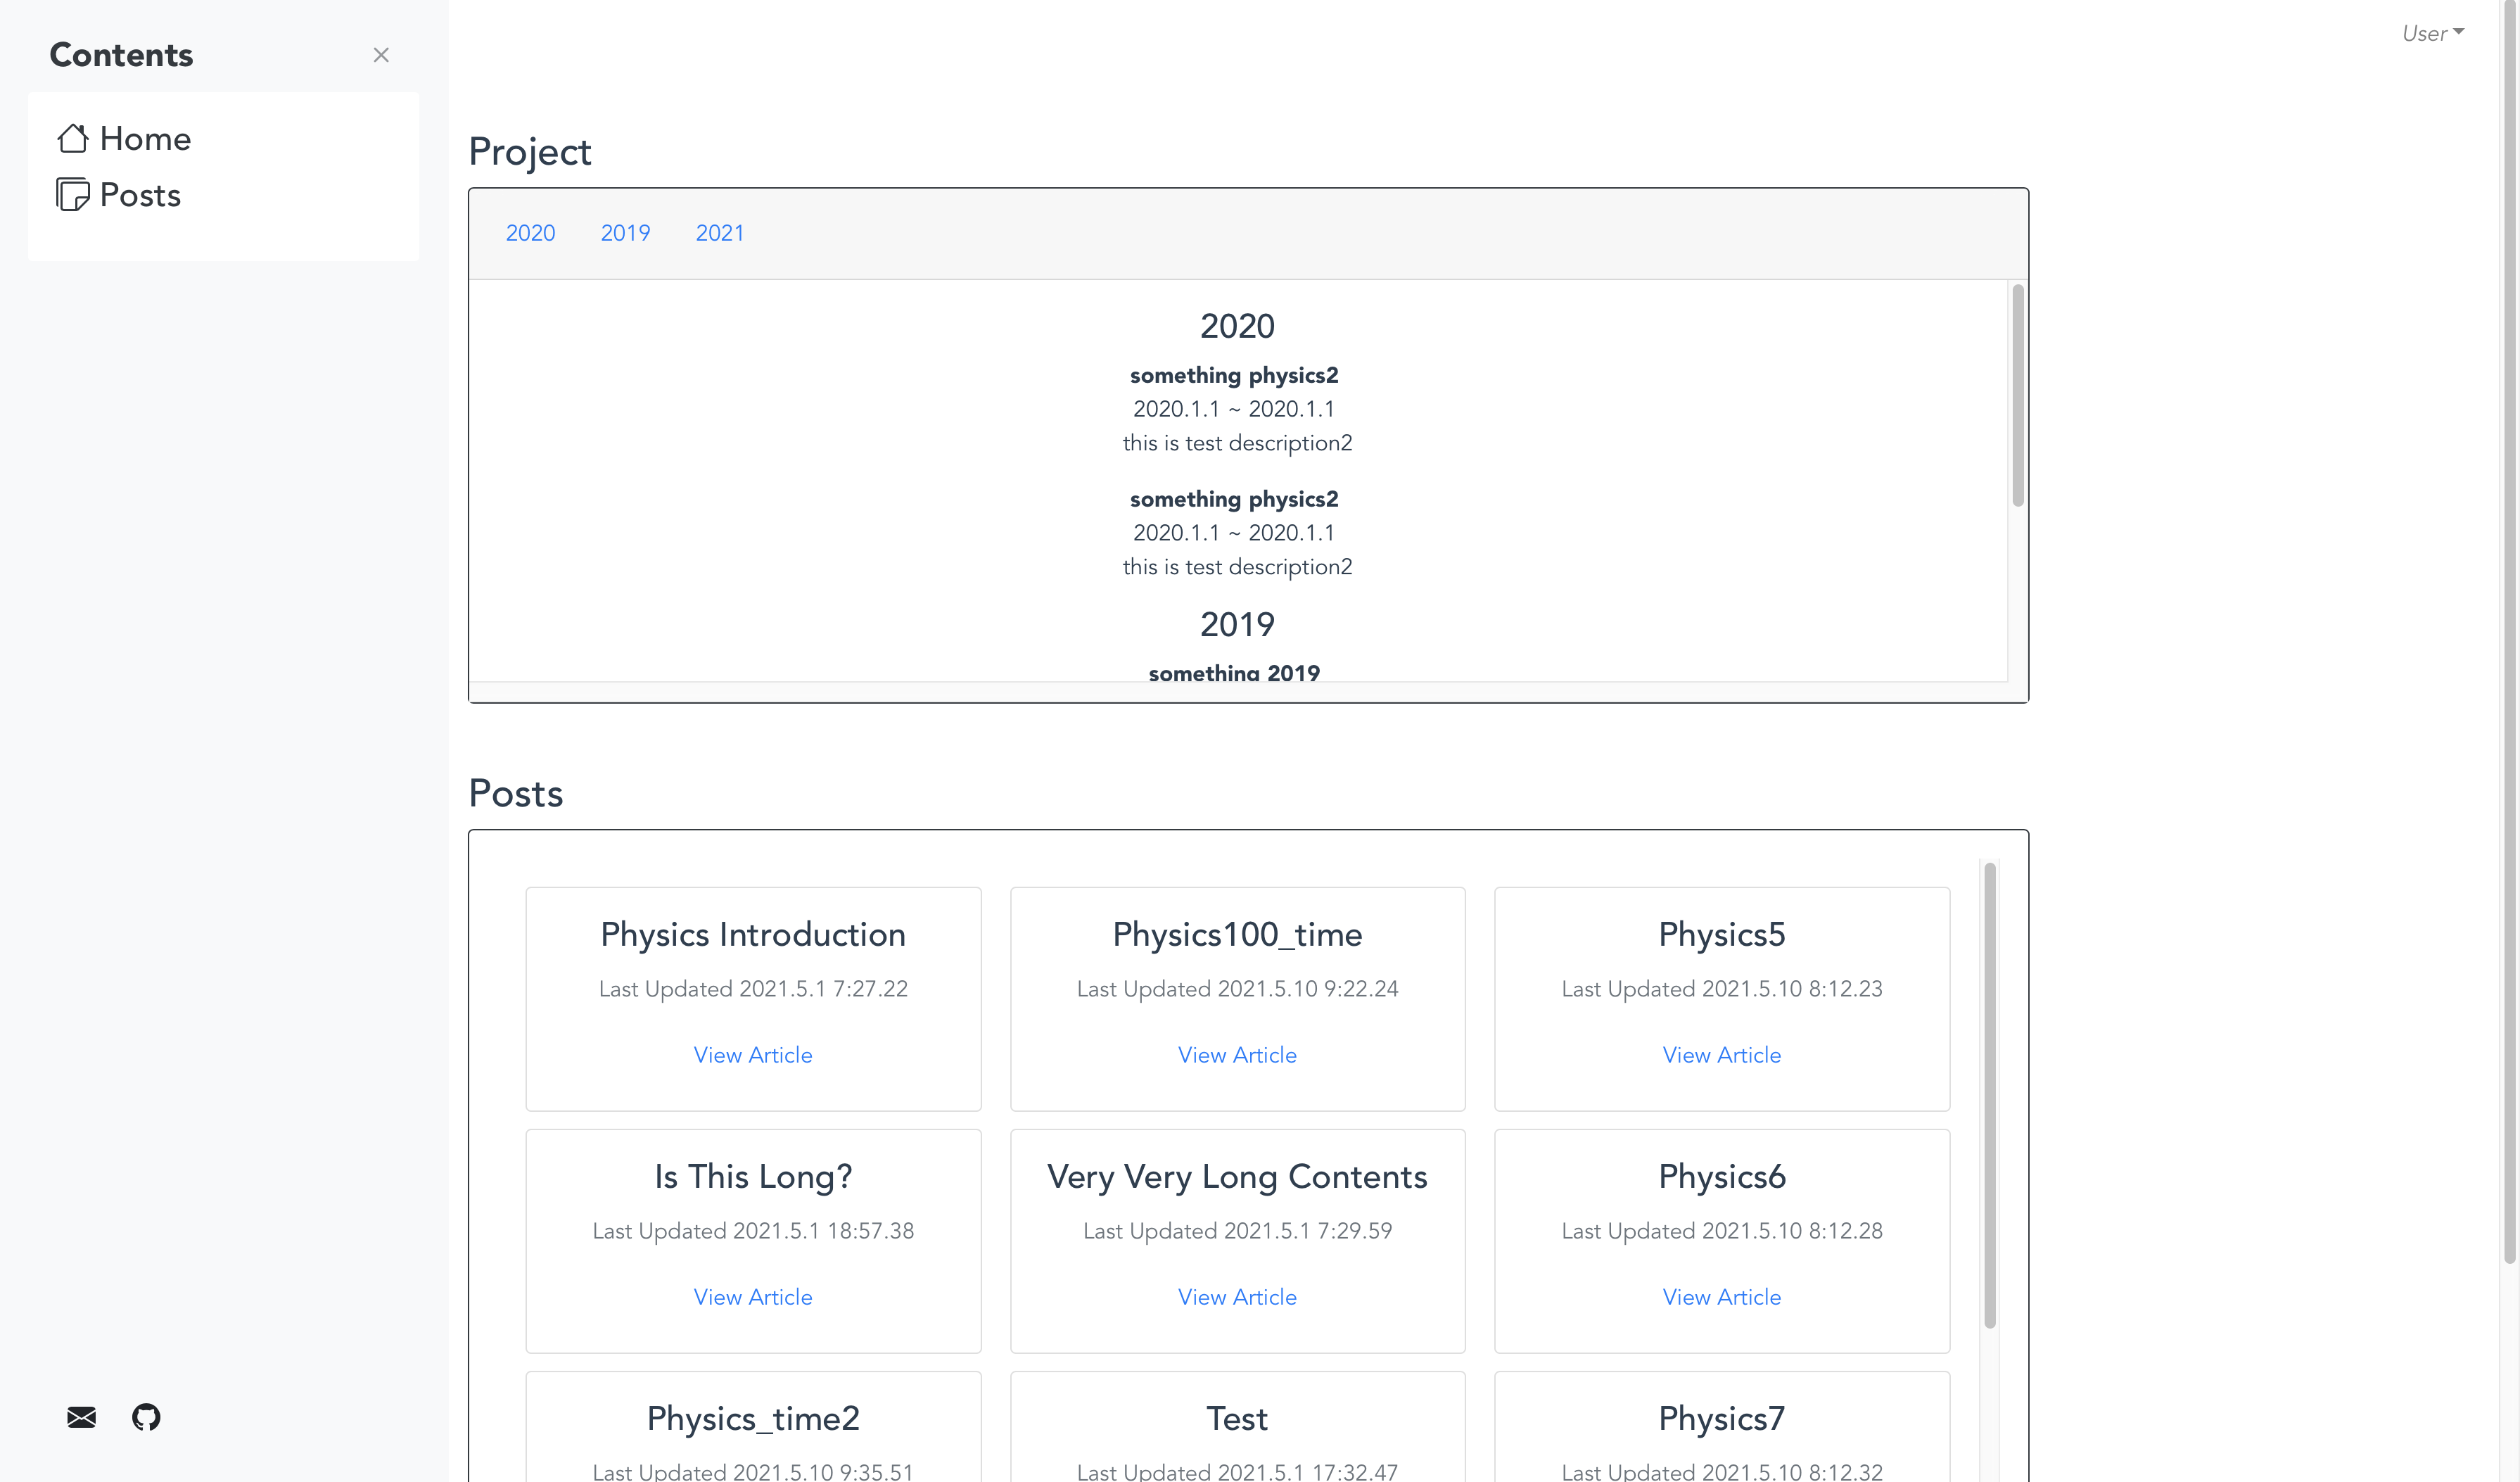 Contents
Home
Posts
User
Project
2020 2019 2021
2020
something physics2
2020.1.1 ~ 2020.1.1
this is test description2
something physics2
2020.1.1 ~ 2020.1.1
this is test description2
2019
something 2019
Posts
Physics Introduction
Last Updated 2021.5.1 7:27.22
View Article
Physics100_time
Last Updated 2021.5.10 9:22.24
View Article
Physics5
Last Updated 2021.5.10 8:12.23
View Article
Is This Long?
Last Updated 2021.5.1 18:57.38
View Article
Very Very Long Contents
Last Updated 2021.5.1 7:29.59
View Article
Physics6
Last Updated 2021.5.10 8:12.28
View Article
Physics_time2
Last Updated 2021.5.10 9:35.51
Test
Last Updated 2021.5.1 17:32.47
Physics7
Last Updated 2021.5.10 8:12.32